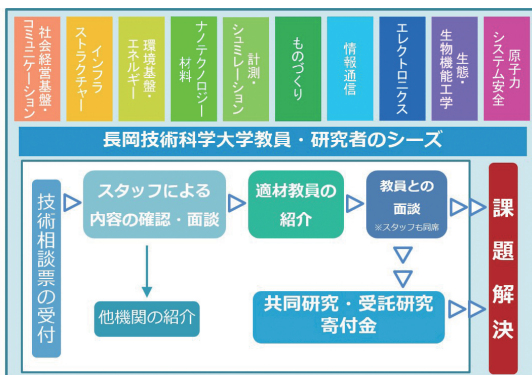 社会経営基盤・
コミュニケーション
インフラ
ストラクチャー
環境基盤・
エネルギー
ナノテクノロジー
材料
計測・
シュミレーション
ものづくり
情報通信
エレクトロニクス
生態・
生物機能工学
原子力
システム安全
長岡技術科学大学教員・研究者のシーズ
技術相談票の受付
スタッフによる
内容の確認・面談
適材教員の
紹介
教員との
面談
※スタッフも同席
課題解決
他機関の紹介
共同研究・受託研究
寄付金